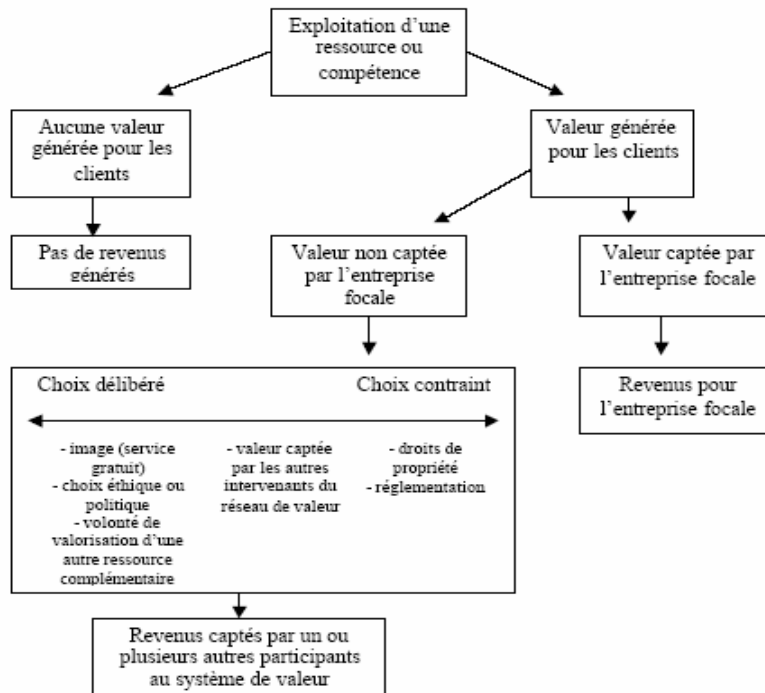 Exploitation d'une
ressource ou
compétence
Aucune valeur
générée pour les
clients
Valeur générée
pour les clients
Pas de revenus
générés
Valeur non captée
par l'entreprise
focale
Valeur captée par
l'entreprise focale
Choix délibéré
Choix contraint
- image (service
gratuit)
- choix éthique ou
politique
- volonté de
valorisation d'une
autre ressource
complémentaire
- valeur captée
par les autres
intervenants du
réseau de valeur
- droits de
propriété
- réglementation
Revenus pour
l'entreprise focale
Revenus captés par un ou
plusieurs autres participants
au système de valeur